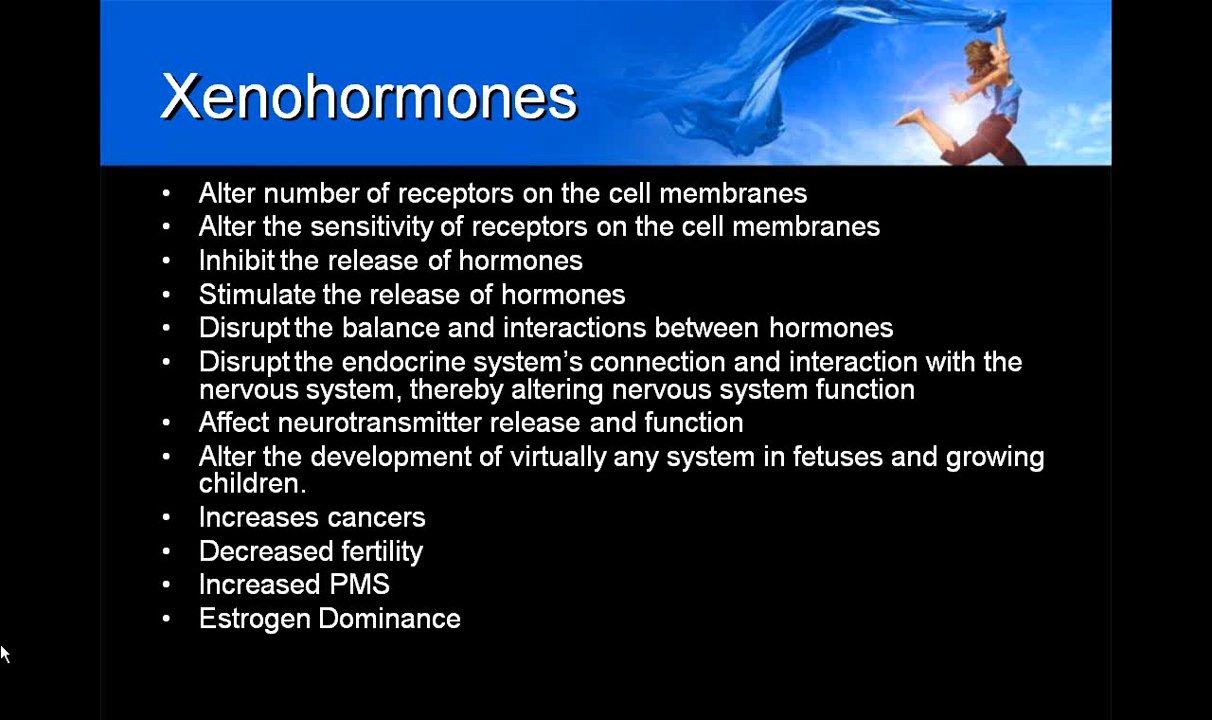 Xenohormones
• Alter number of receptors on the cell membranes
• Alter the sensitivity of receptors on the cell membranes
• Inhibit the release of hormones
• Stimulate the release of hormones
• Disrupt the balance and interactions between hormones
• Disrupt the endocrine system’s connection and interaction with the
nervous system, thereby altering nervous system function
• Affect neurotransmitter release and function
• Alter the development of virtually any system in fetuses and growing
children.
• Increases cancers
• Decreased fertility
• Increased PMS
• Estrogen Dominance